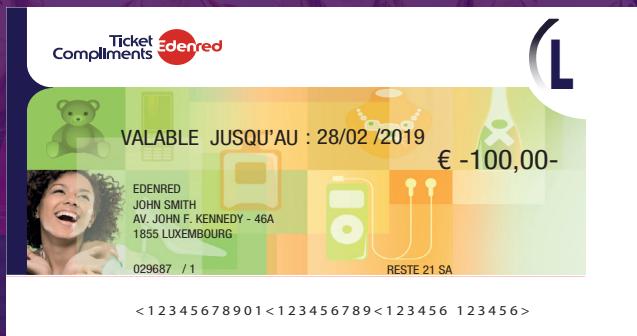 Ticket
Compliments
Edenred
L
VALABLE JUSQU'AU : 28/02 /2019
€ -100,00-
EDENRED
JOHN SMITH
AV. JOHN F. KENNEDY - 46A
1855 LUXEMBOURG
029687 / 1
RESTE 21 SA
<12345678901<123456789<123456 123456>